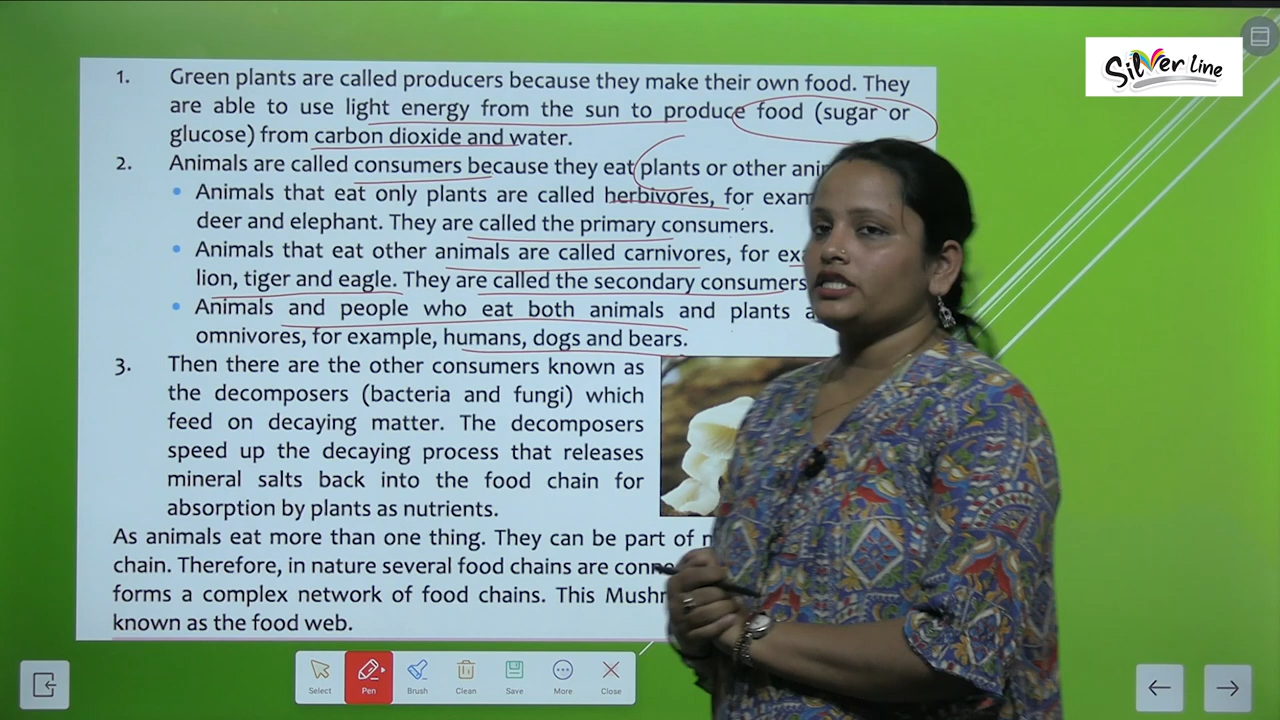 Silver line
1. Green plants are called producers because they make their own food. They
are able to use light energy from the sun to produce food (sugar or
glucose) from carbon dioxide and water.
2. Animals are called consumers because they eat plants or other
• Animals that eat only plants are called herbivores, for
deer and elephant. They are called the primary consumers.
• Animals that eat other animals are called carnivores, for
lion, tiger and eagle. They are called the secondary consumers
• Animals and people who eat both animals and plants
omnivores, for example, humans, dogs and bears.
3. Then there are the other consumers known as
the decomposers (bacteria and fungi) which
feed on decaying matter. The decomposers
speed up the decaying process that releases
mineral salts back into the food chain for
absorption by plants as nutrients.
As animals eat more than one thing. They can be part of
chain. Therefore, in nature several food chains are
forms a complex network of food chains. This
known as the food web.
Select Pen Brush Clean Save More Close